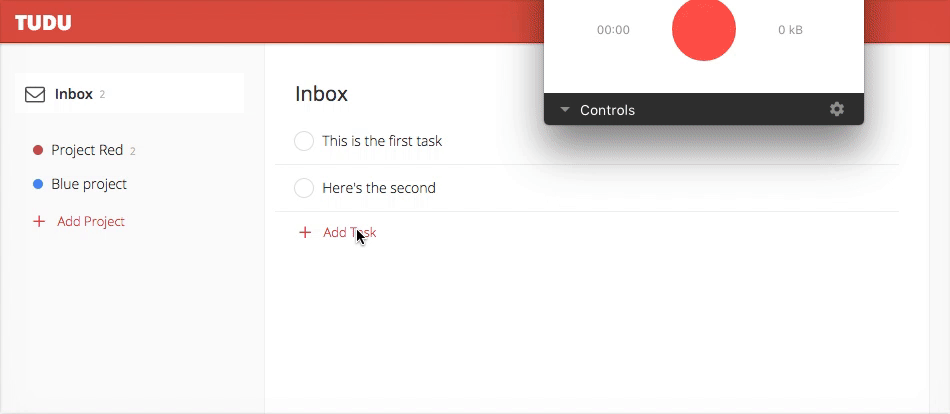 TUDU
00:00
0 kB
Controls
Inbox 2
Project Red 2
Blue project
+ Add Project
Inbox
This is the first task
Here's the second
+ Add Task